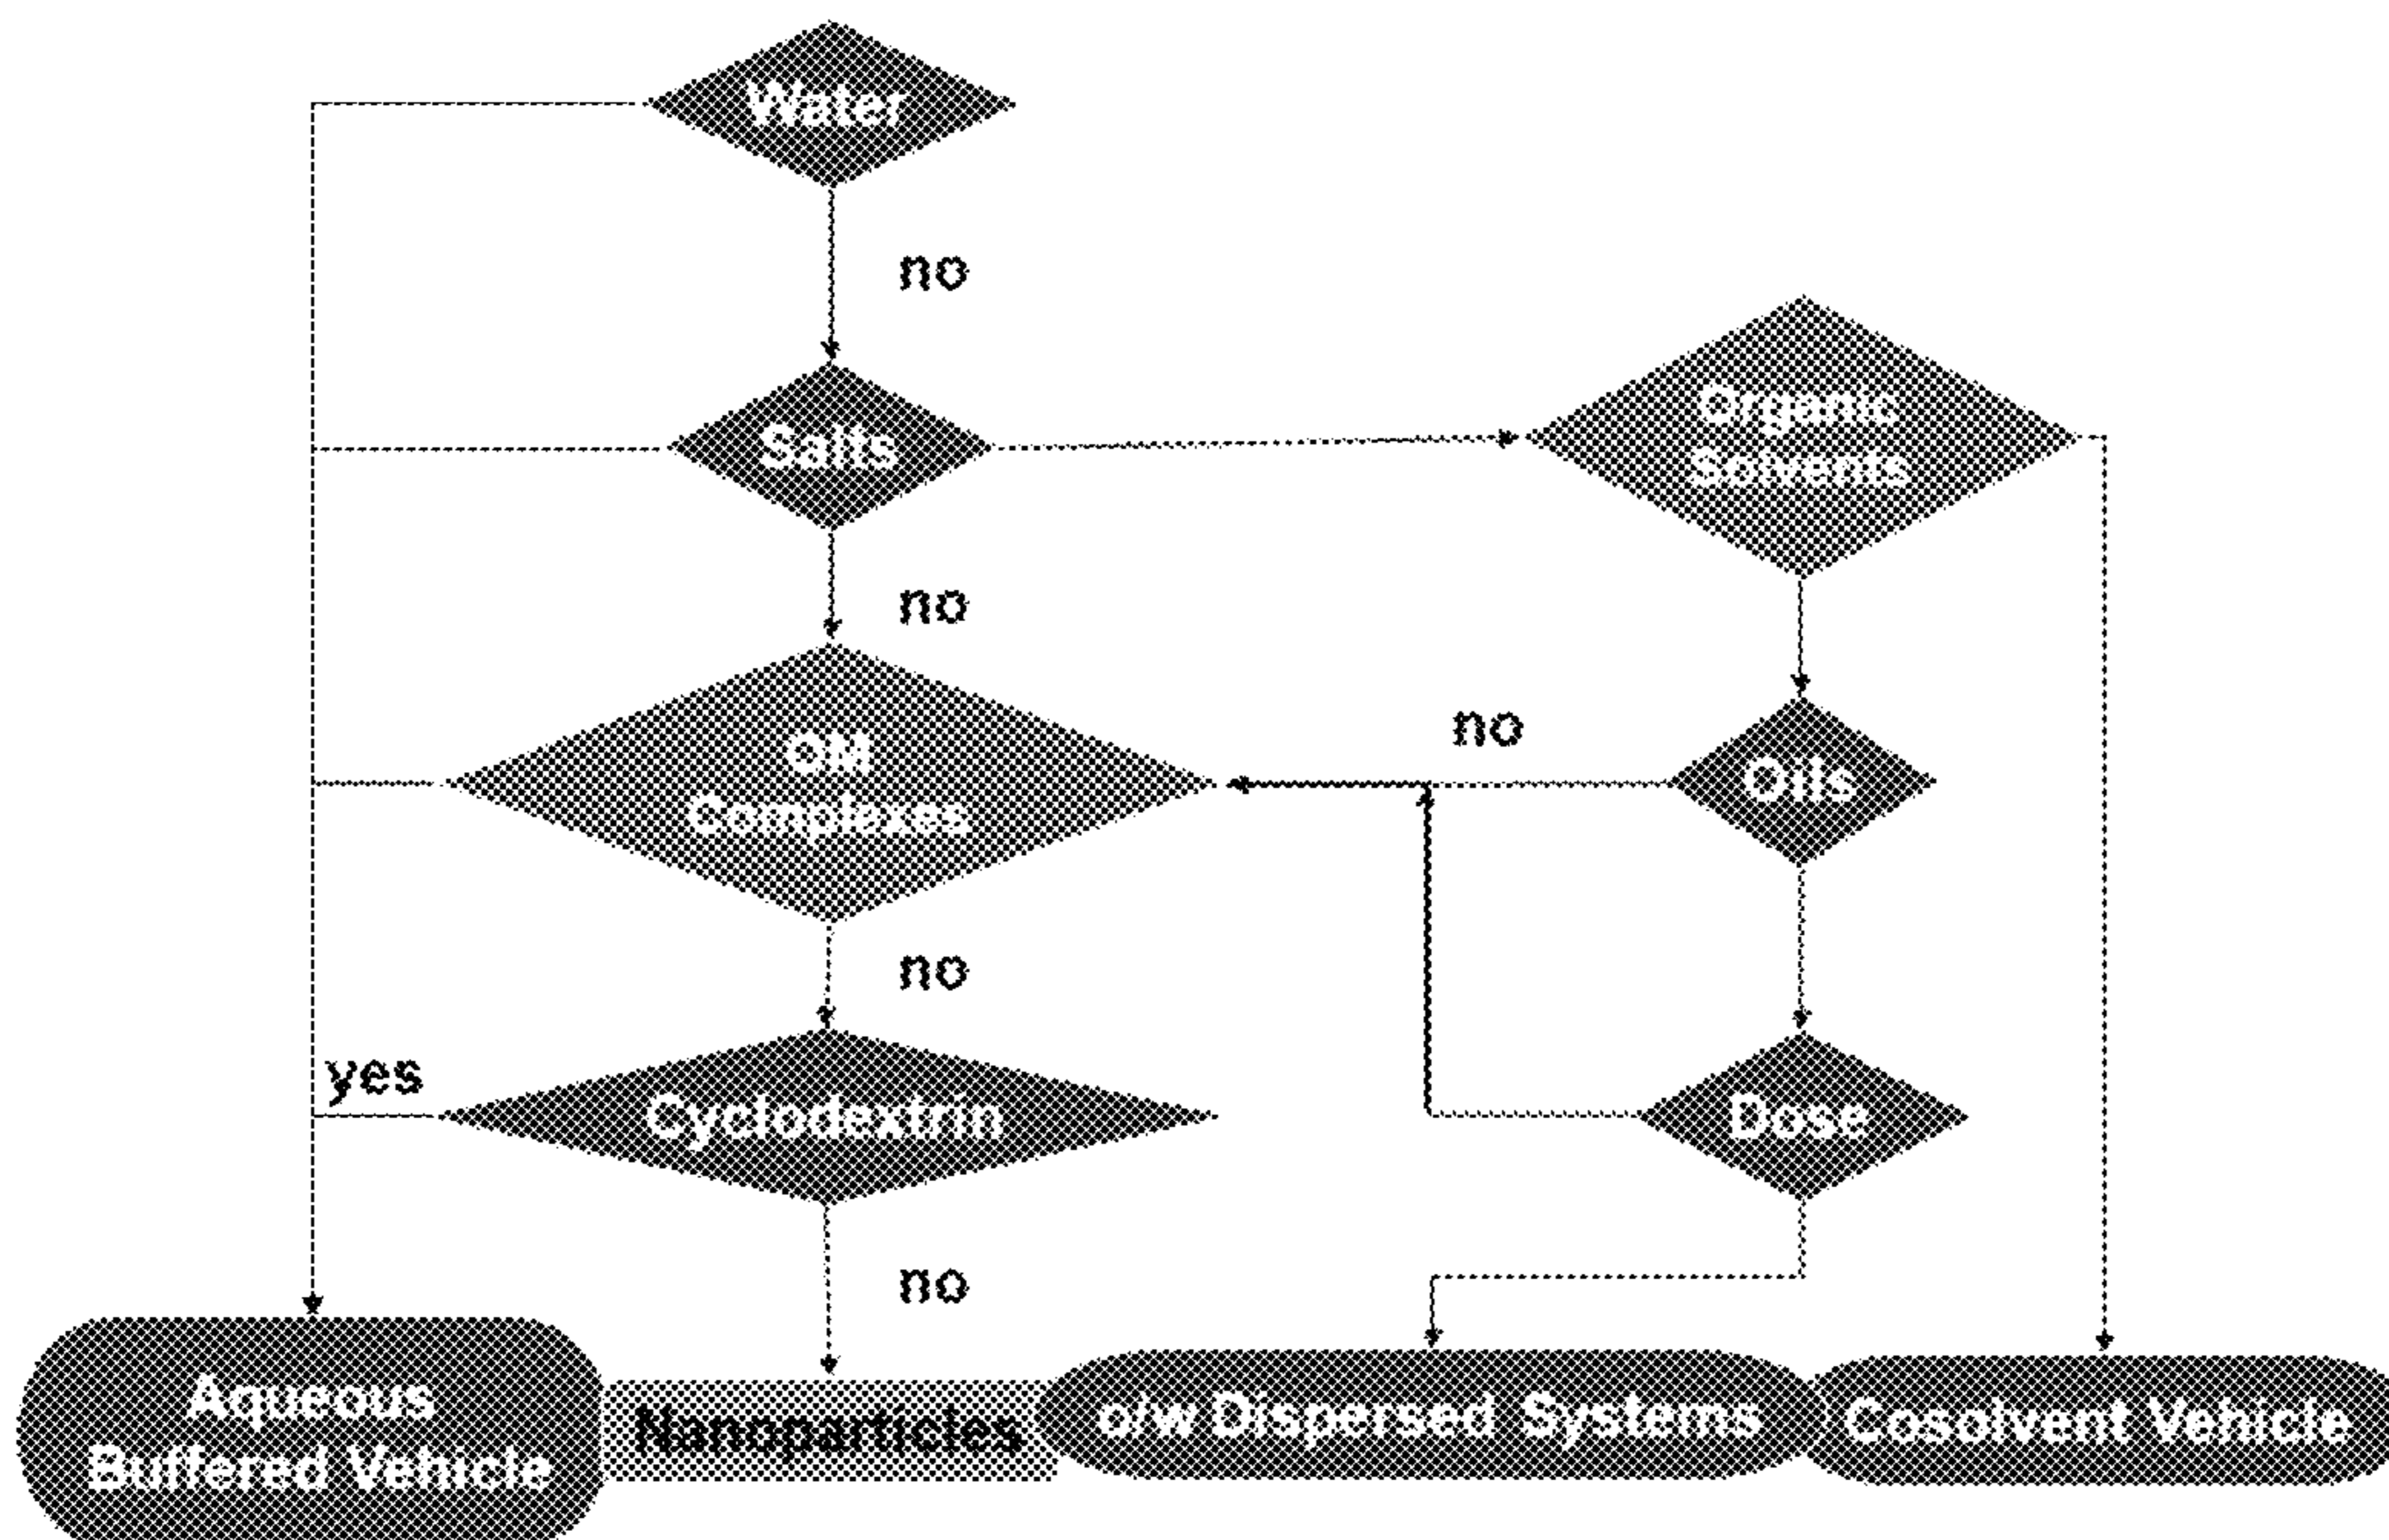 Water
no
Salts
Organic
Solvents
no
OM
Complexes
no
Oils
no
yes
Cyclodextrin
Dose
no
Aqueous
Buffered Vehicle
Nanoparticles
o/w Dispersed Systems
Cosolvent Vehicle